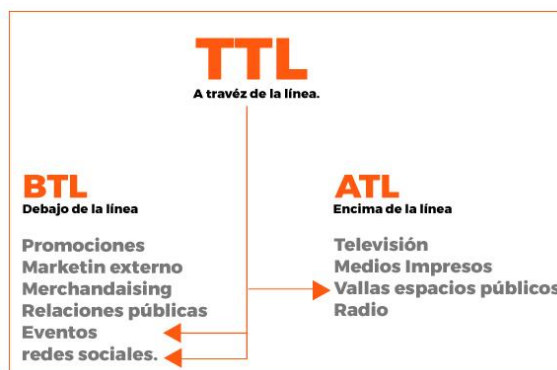 TTL
A travéz de la línea.
BTL
Debajo de la línea
Promociones
Marketin externo
Merchandaising
Relaciones públicas
Eventos
redes sociales.
ATL
Encima de la línea
Televisión
Medios Impresos
Vallas espacios públicos
Radio